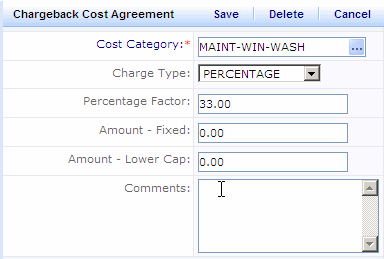 Chargeback Cost Agreement Save Delete Cancel
Cost Category:* MAINT-WIN-WASH ...
Charge Type: PERCENTAGE
Percentage Factor: 33.00
Amount - Fixed: 0.00
Amount - Lower Cap: 0.00
Comments: